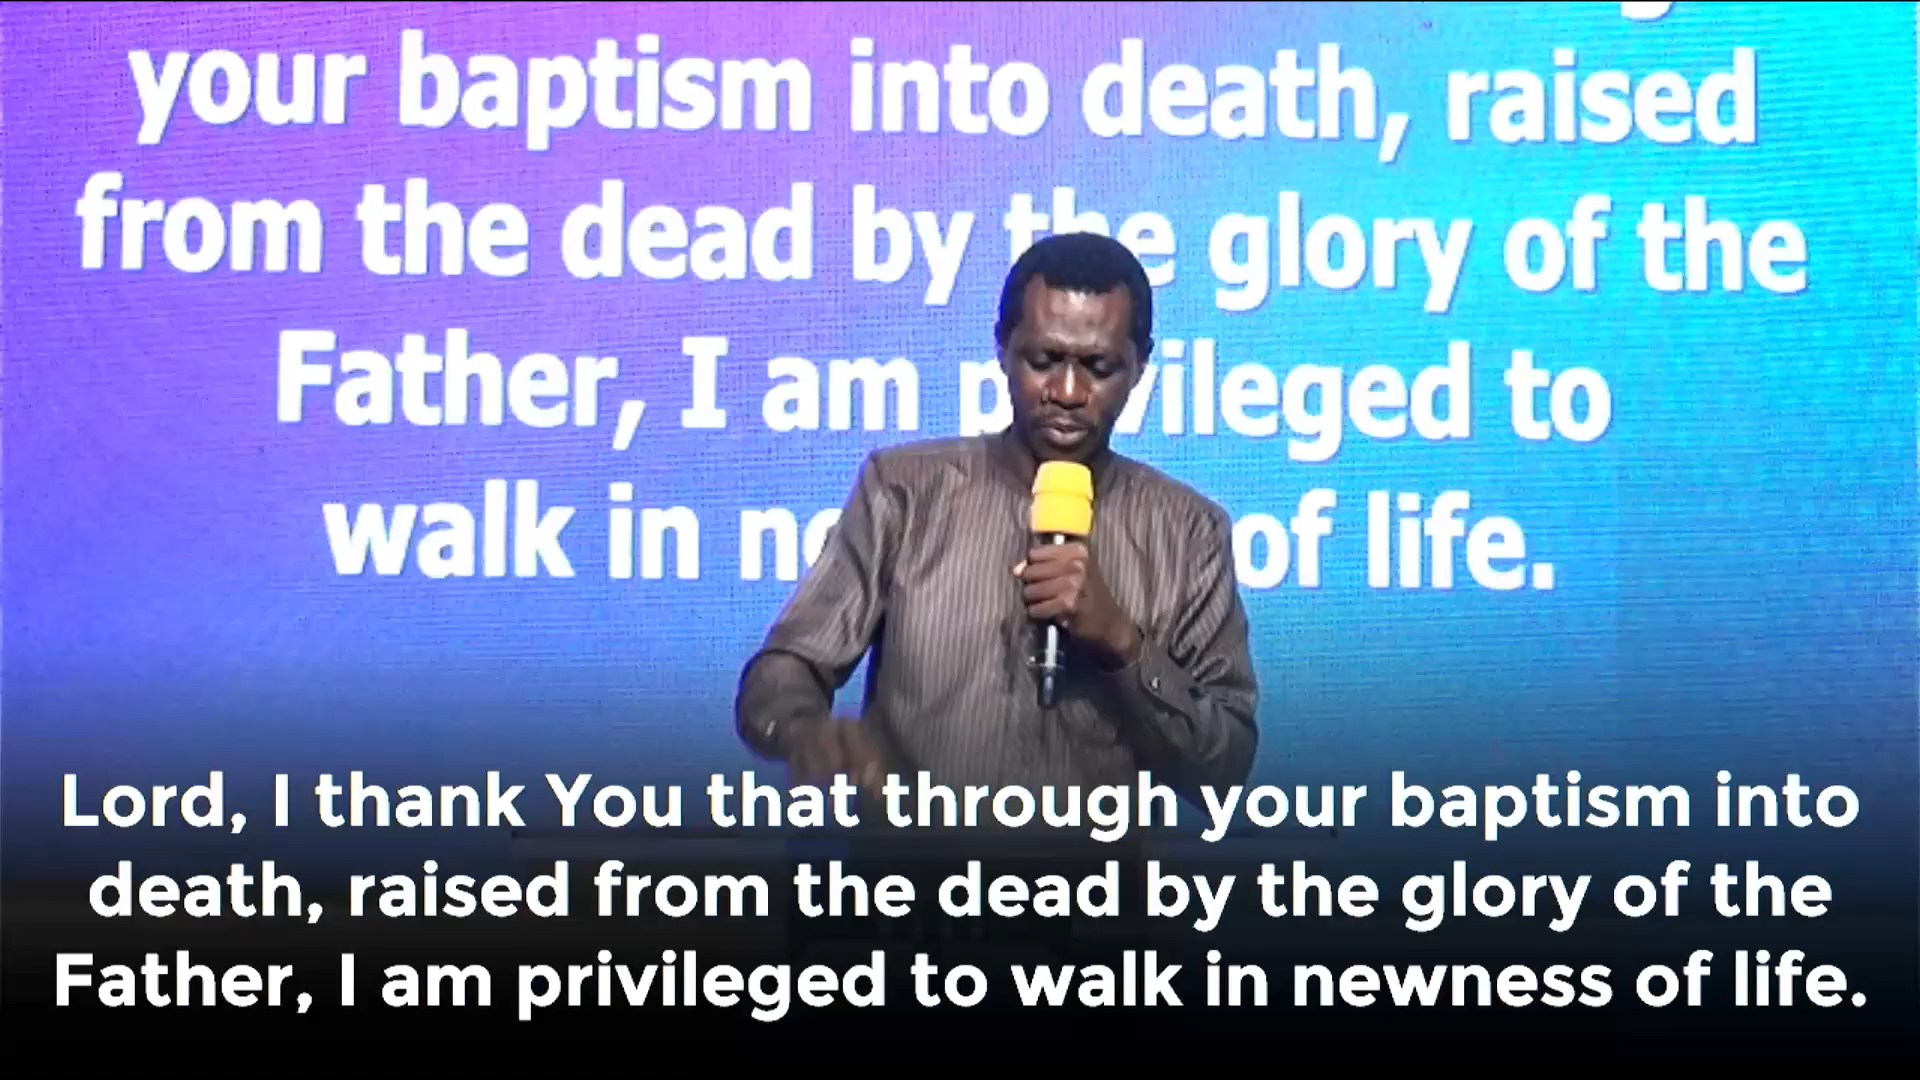 your baptism into death, raised
from the dead by the glory of the
Father, I am privileged to
walk in of life.
Lord, I thank You that through your baptism into
death, raised from the dead by the glory of the
Father, I am privileged to walk in newness of life.